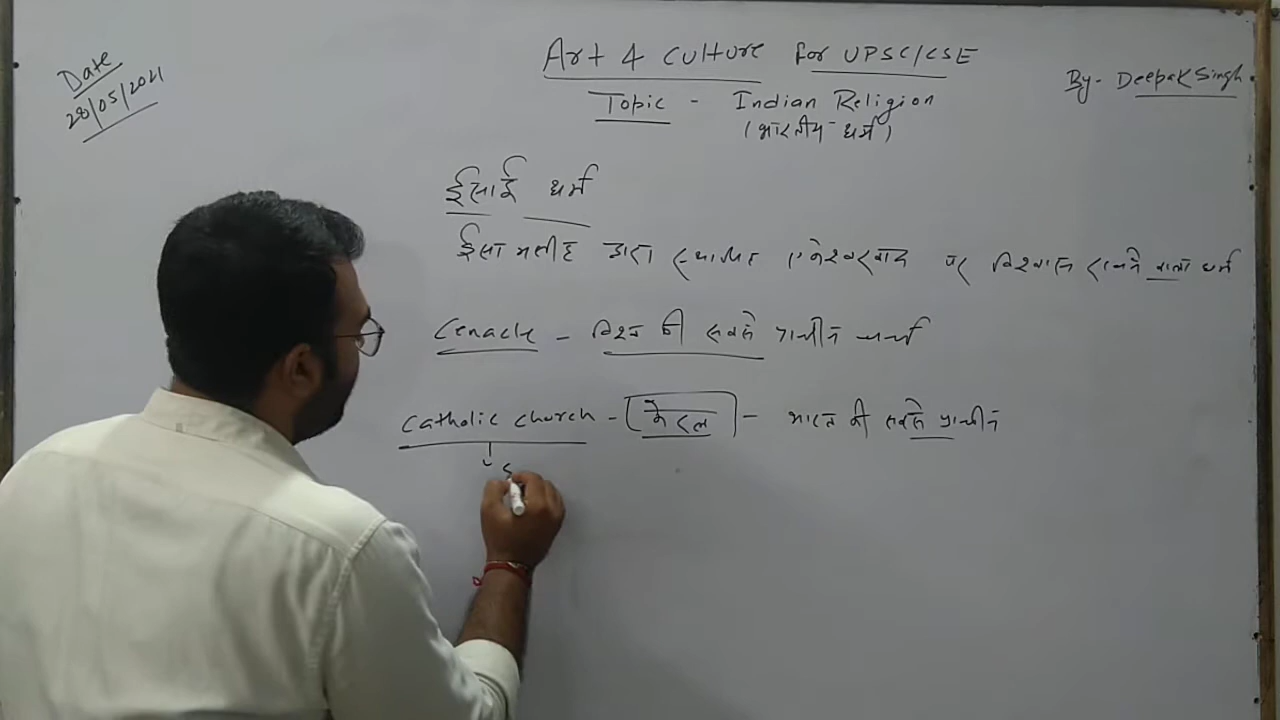 Date
28/05/2021
Art & Culture for UPSC/CSE
By- Deepak Singh
Topic - Indian Religion
(भारतीय धर्म)
ईसाई धर्म
ईसा मसीह द्वारा स्थापित एकेश्वरवाद पर विश्वास रखने वाला धर्म
Cenacle - विश्व की सबसे प्राचीन चर्च
Catholic church - केरल - भारत की सबसे प्राचीन